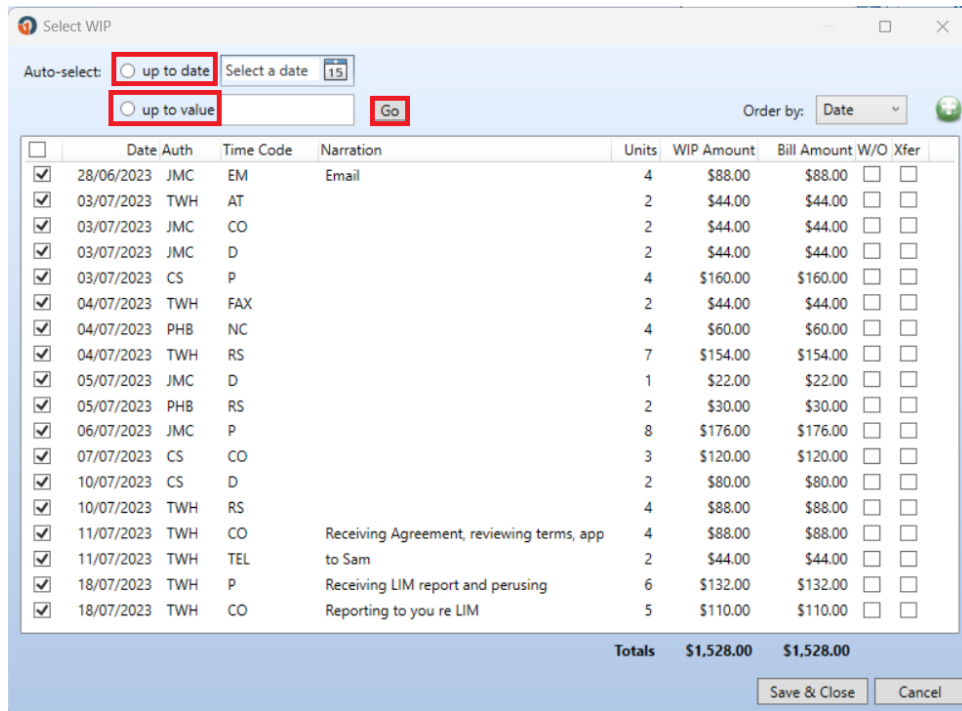 Select WIP
Auto-select: up to date Select a date 15
up to value Go Order by: Date
Date Auth Time Code Narration Units WIP Amount Bill Amount W/O Xfer
28/06/2023 JMC EM Email 4 $88.00 $88.00
03/07/2023 TWH AT 2 $44.00 $44.00
03/07/2023 JMC CO 2 $44.00 $44.00
03/07/2023 JMC D 2 $44.00 $44.00
03/07/2023 CS P 4 $160.00 $160.00
04/07/2023 TWH FAX 2 $44.00 $44.00
04/07/2023 PHB NC 4 $60.00 $60.00
04/07/2023 TWH RS 7 $154.00 $154.00
05/07/2023 JMC D 1 $22.00 $22.00
05/07/2023 PHB RS 2 $30.00 $30.00
06/07/2023 JMC P 8 $176.00 $176.00
07/07/2023 CS CO 3 $120.00 $120.00
10/07/2023 CS D 2 $80.00 $80.00
10/07/2023 TWH RS 4 $88.00 $88.00
11/07/2023 TWH CO Receiving Agreement, reviewing terms, app 4 $88.00 $88.00
11/07/2023 TWH TEL to Sam 2 $44.00 $44.00
18/07/2023 TWH P Receiving LIM report and perusing 6 $132.00 $132.00
18/07/2023 TWH CO Reporting to you re LIM 5 $110.00 $110.00
Totals $1,528.00 $1,528.00
Save & Close Cancel